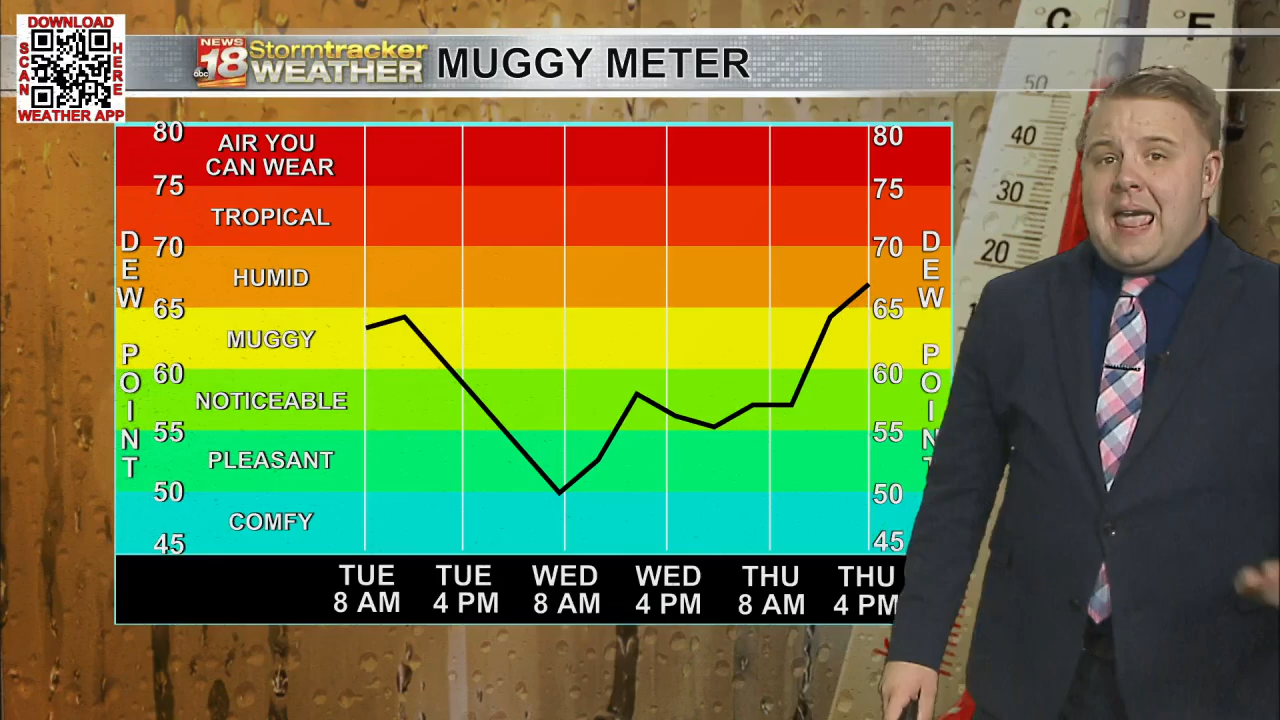 DOWNLOAD
SCAN
HERE
WEATHER APP
NEWS
abc 18
Stormtracker
WEATHER
MUGGY METER
80
75
70
65
60
55
50
45
DEW POINT
AIR YOU
CAN WEAR
TROPICAL
HUMID
MUGGY
NOTICEABLE
PLEASANT
COMFY
80
75
70
65
60
55
50
45
DEW POINT
TUE
8 AM
TUE
4 PM
WED
8 AM
WED
4 PM
THU
8 AM
THU
4 PM
°C
°F
50
40
30
20